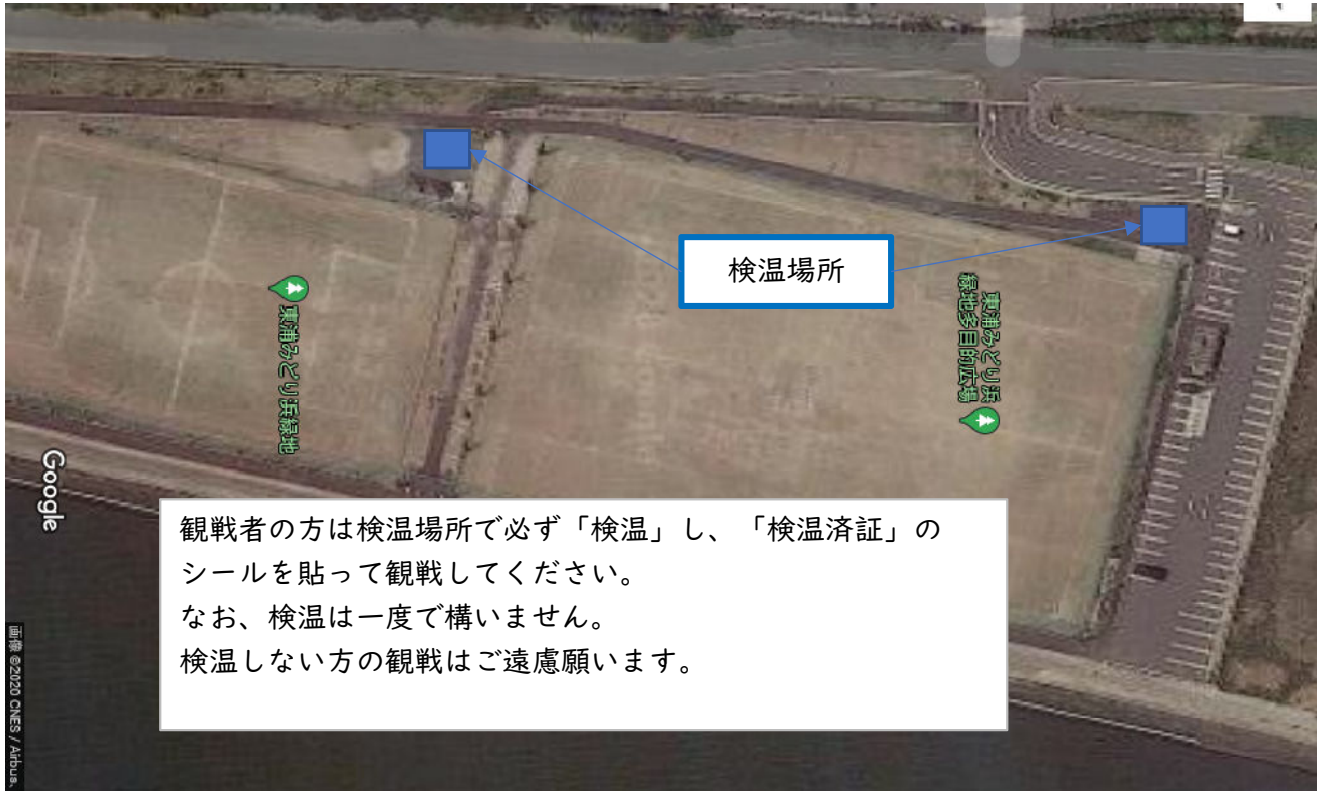 検温場所
東浦みどり浜
緑地多目的広場
東浦みどり浜緑地
Google
観戦者の方は検温場所で必ず「検温」し、「検温済証」の
シールを貼って観戦してください。
なお、検温は一度で構いません。
検温しない方の観戦はご遠慮願います。
画像 ©2020 CNES / Airbus,